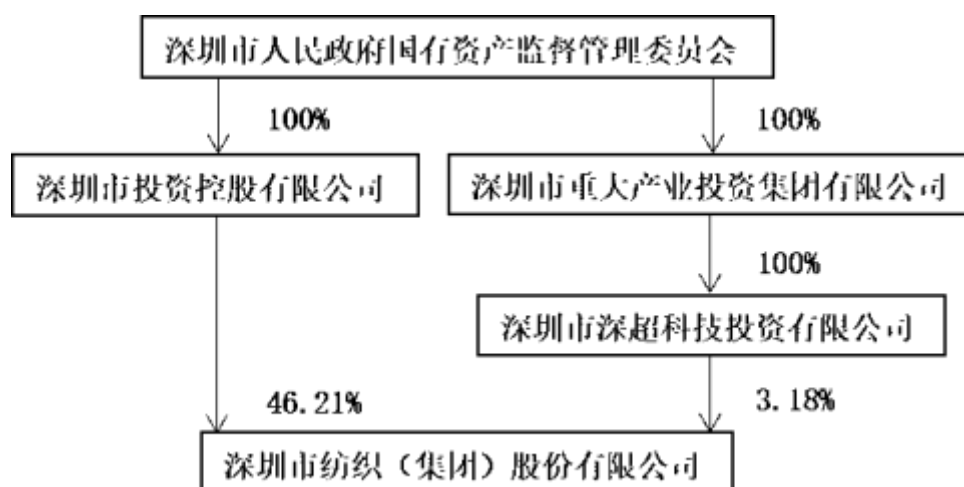 深圳市人民政府国有资产监督管理委员会
100%
100%
深圳市投资控股有限公司
深圳市重大产业投资集团有限公司
100%
深圳市深超科技投资有限公司
46.21%
3.18%
深圳市纺织（集团）股份有限公司